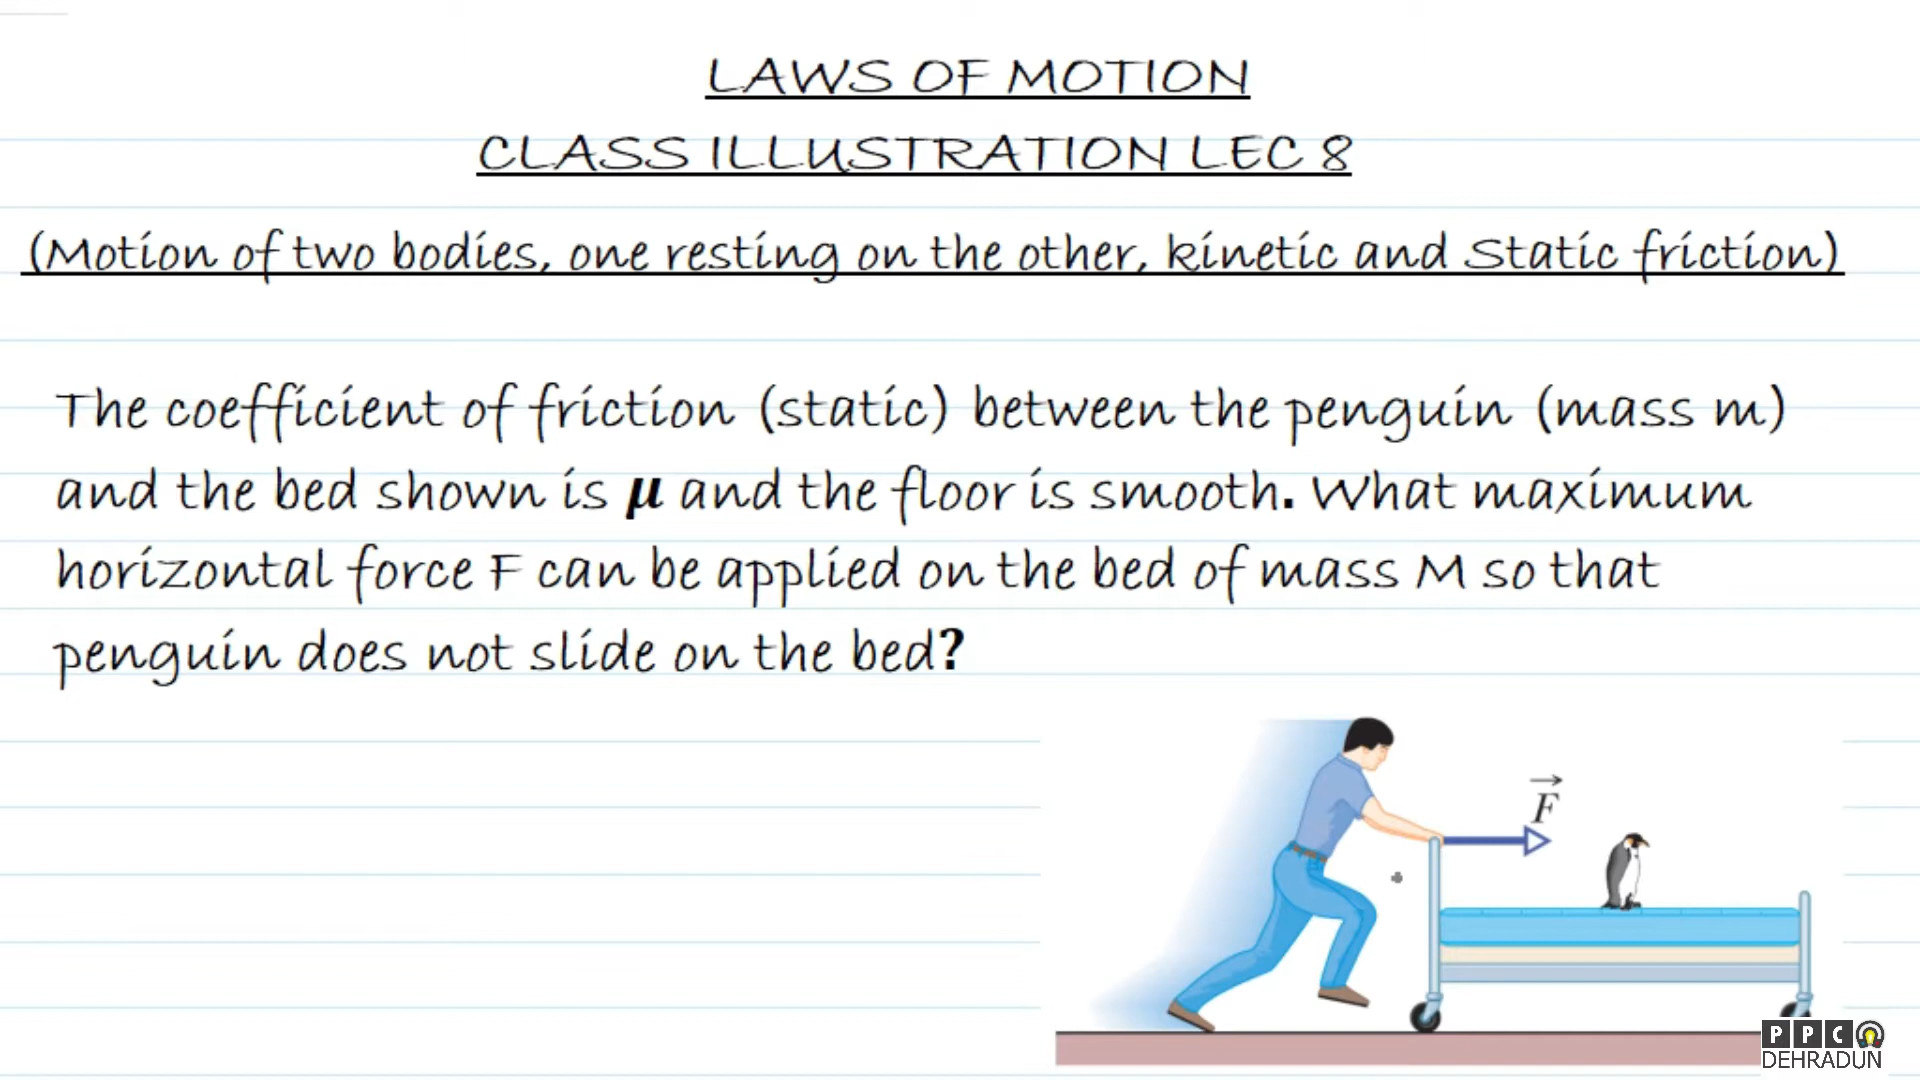 LAWS OF MOTION
CLASS ILLUSTRATION LEC 8
(Motion of two bodies, one resting on the other, kinetic and Static friction)
The coefficient of friction (static) between the penguin (mass m)
and the bed shown is μ and the floor is smooth. What maximum
horizontal force F can be applied on the bed of mass M so that
penguin does not slide on the bed?
F
PPC
DEHRADUN